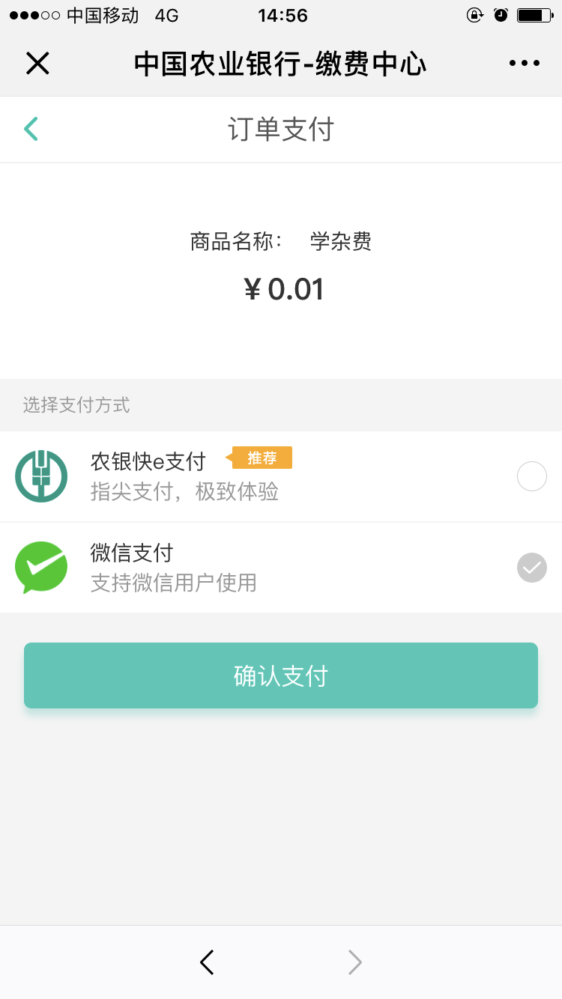 中国移动 4G 14:56
中国农业银行-缴费中心
订单支付
商品名称： 学杂费
¥ 0.01
选择支付方式
农银快e支付 推荐
指尖支付，极致体验
微信支付
支持微信用户使用
确认支付